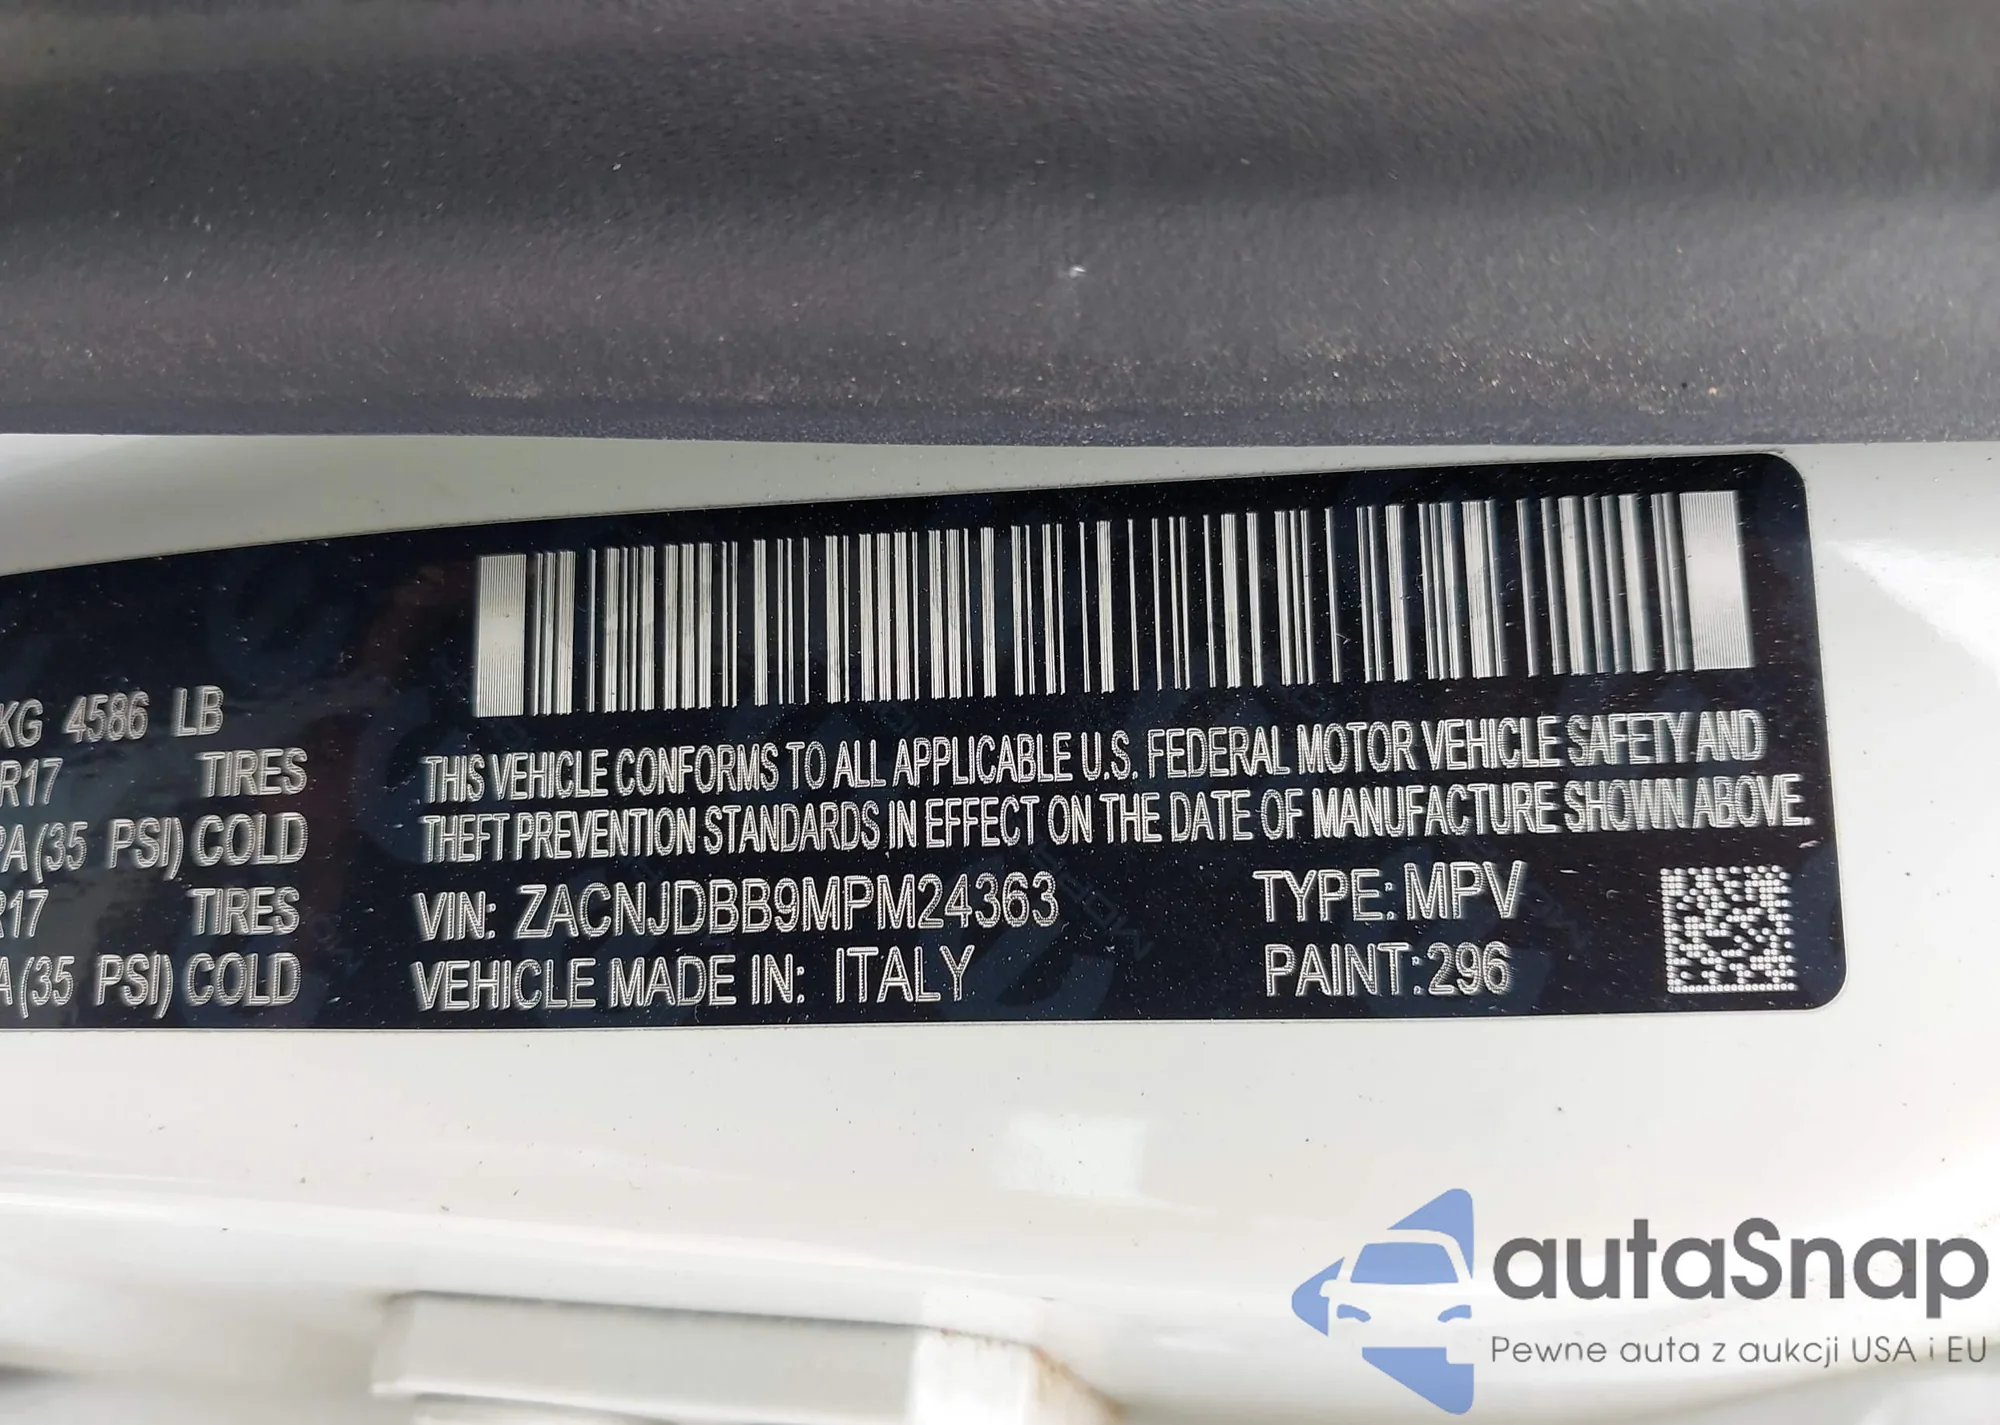 KG 4586 LB
R17 TIRES
PA (35 PSI) COLD
R17 TIRES
A (35 PSI) COLD
THIS VEHICLE CONFORMS TO ALL APPLICABLE U.S. FEDERAL MOTOR VEHICLE SAFETY AND
THEFT PREVENTION STANDARDS IN EFFECT ON THE DATE OF MANUFACTURE SHOWN ABOVE.
VIN: ZACNJDBB9MPM24363 TYPE: MPV
VEHICLE MADE IN: ITALY PAINT: 296
autaSnap
Pewne auta z aukcji USA i EU